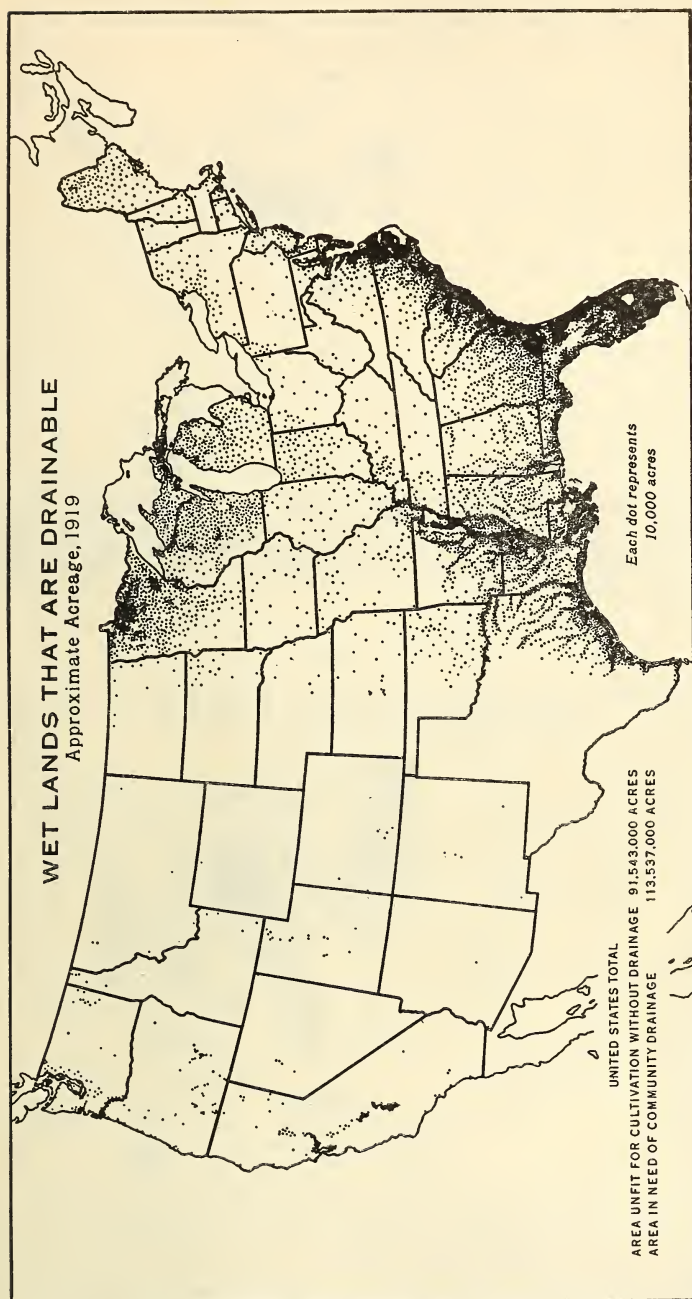 WET LANDS THAT ARE DRAINABLE
Approximate Acreage, 1919
Each dot represents
10,000 acres
UNITED STATES TOTAL
AREA UNFIT FOR CULTIVATION WITHOUT DRAINAGE 91,543,000 ACRES
AREA IN NEED OF COMMUNITY DRAINAGE 113,537,000 ACRES